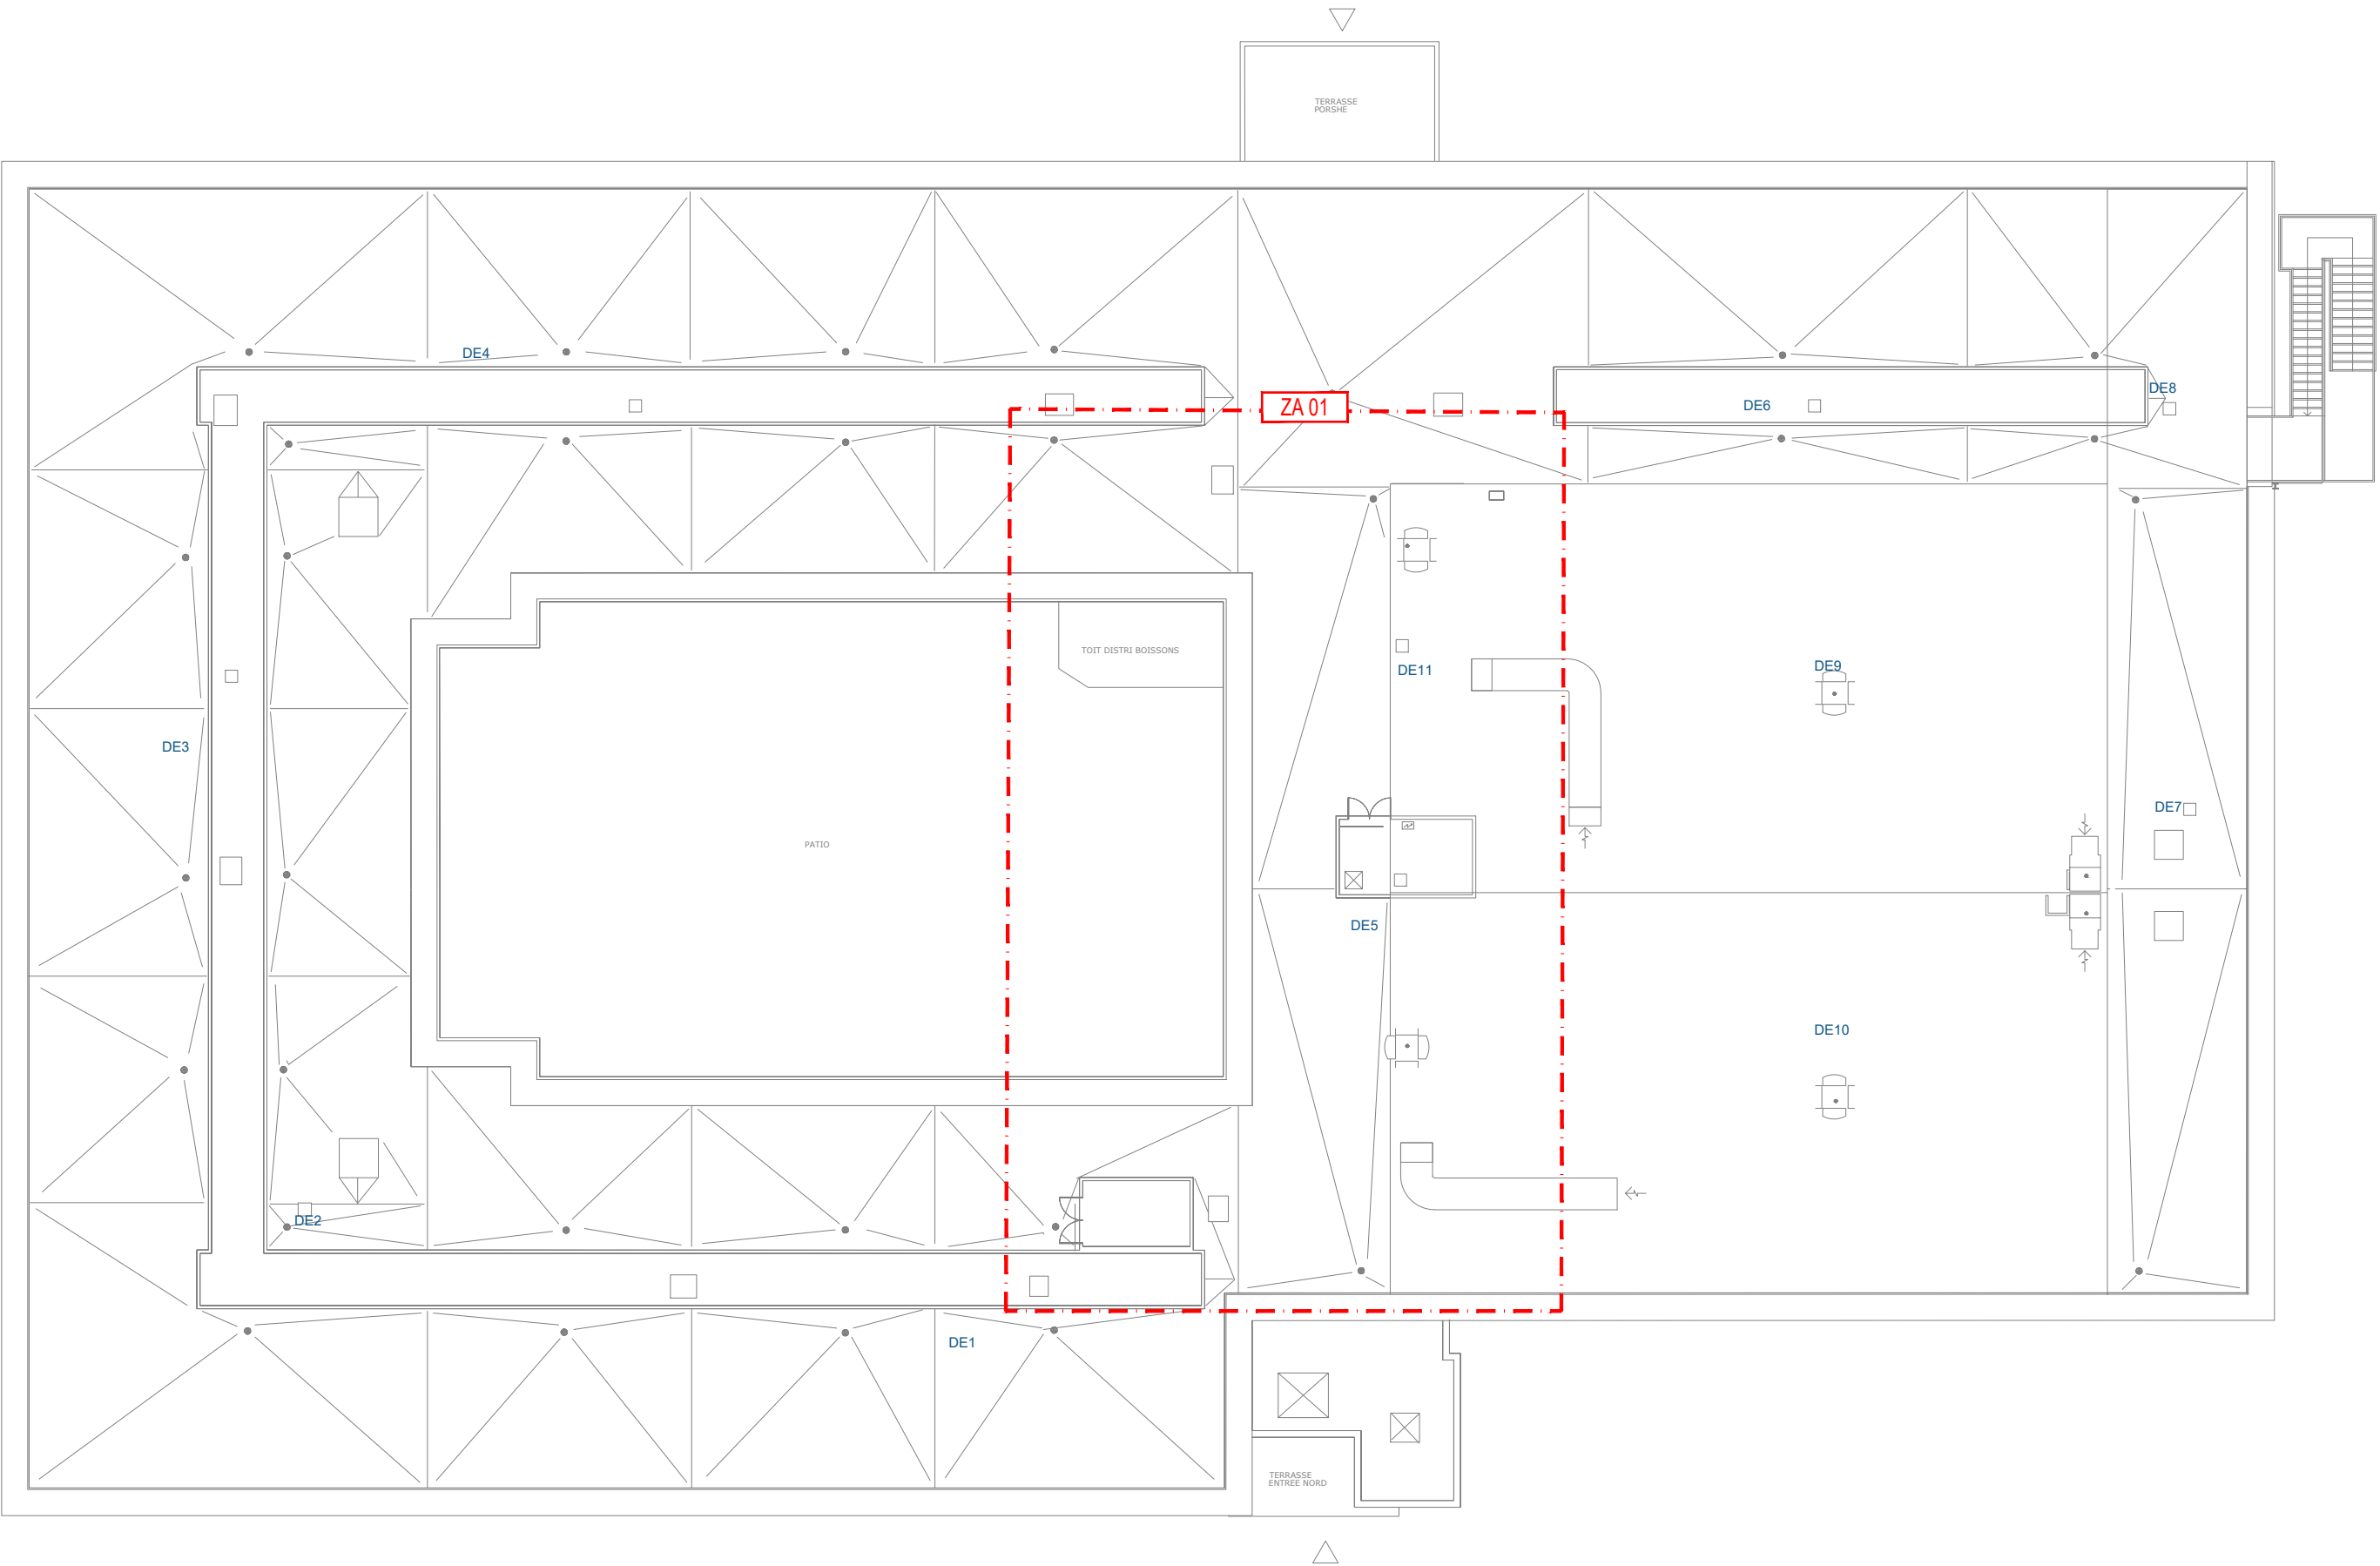 TERRASSE
PORSHE
DE4
DE8
ZA 01
DE6
TOIT DISTRI BOISSONS
DE11
DE9
DE3
DE7
PATIO
DE5
DE10
DE2
DE1
TERRASSE
ENTREE NORD